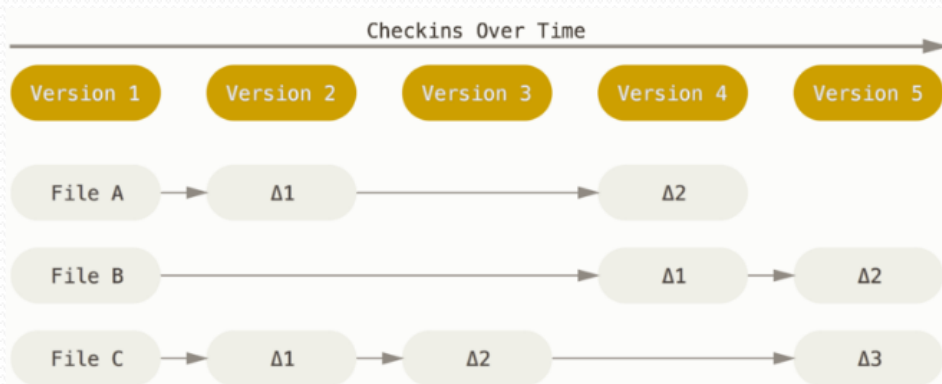 Checkins Over Time
Version 1 Version 2 Version 3 Version 4 Version 5
File A Δ1 Δ2
File B Δ1 Δ2
File C Δ1 Δ2 Δ3